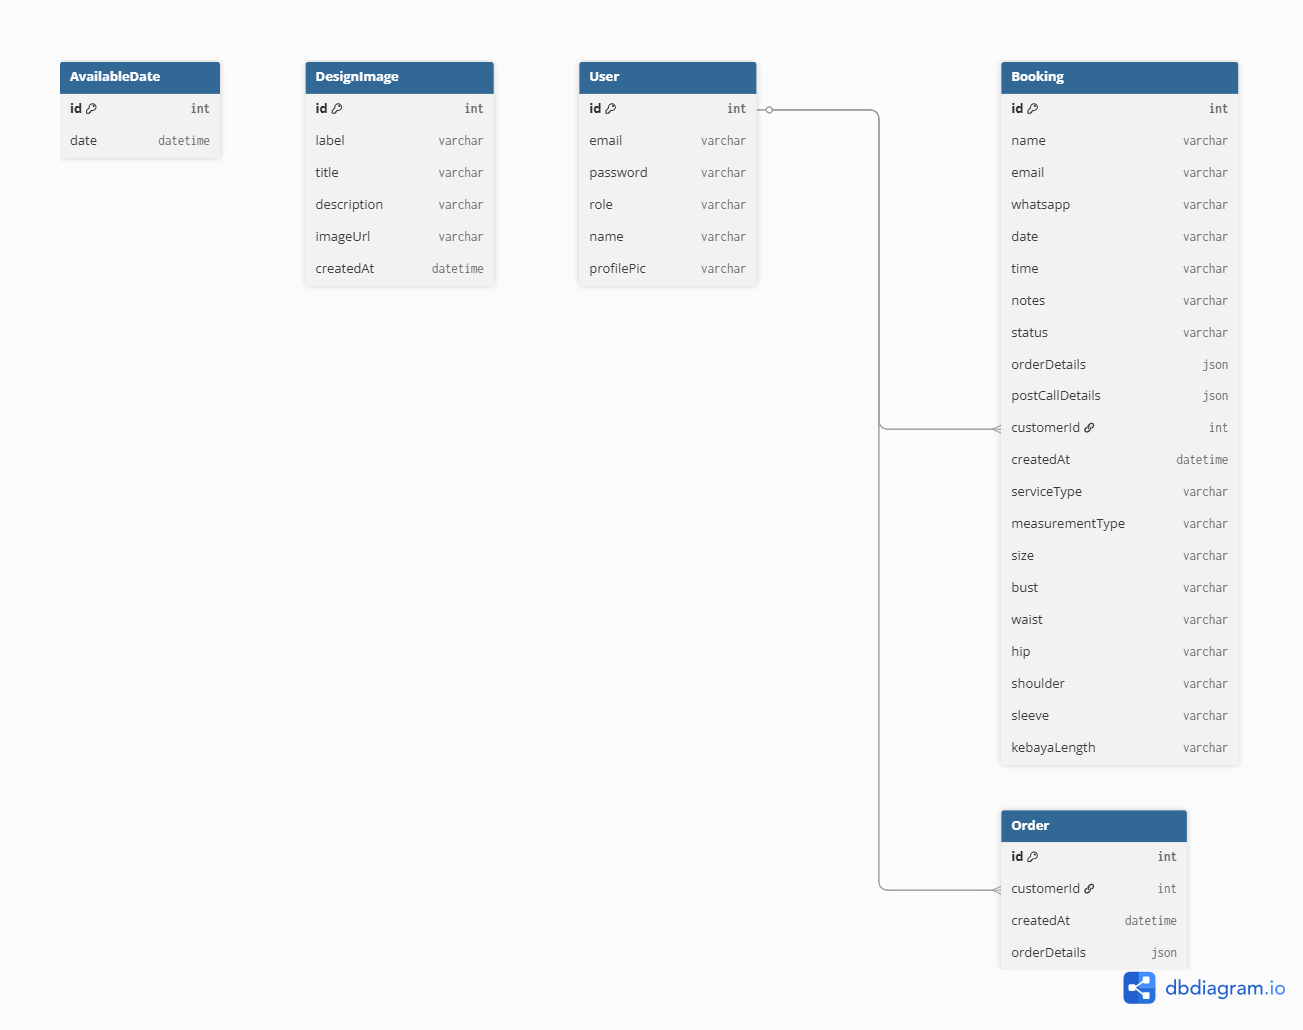 AvailableDate
id int
date datetime
DesignImage
id int
label varchar
title varchar
description varchar
imageUrl varchar
createdAt datetime
User
id int
email varchar
password varchar
role varchar
name varchar
profilePic varchar
Booking
id int
name varchar
email varchar
whatsapp varchar
date varchar
time varchar
notes varchar
status varchar
orderDetails json
postCallDetails json
customerId int
createdAt datetime
serviceType varchar
measurementType varchar
size varchar
bust varchar
waist varchar
hip varchar
shoulder varchar
sleeve varchar
kebayaLength varchar
Order
id int
customerId int
createdAt datetime
orderDetails json
dbdiagram.io